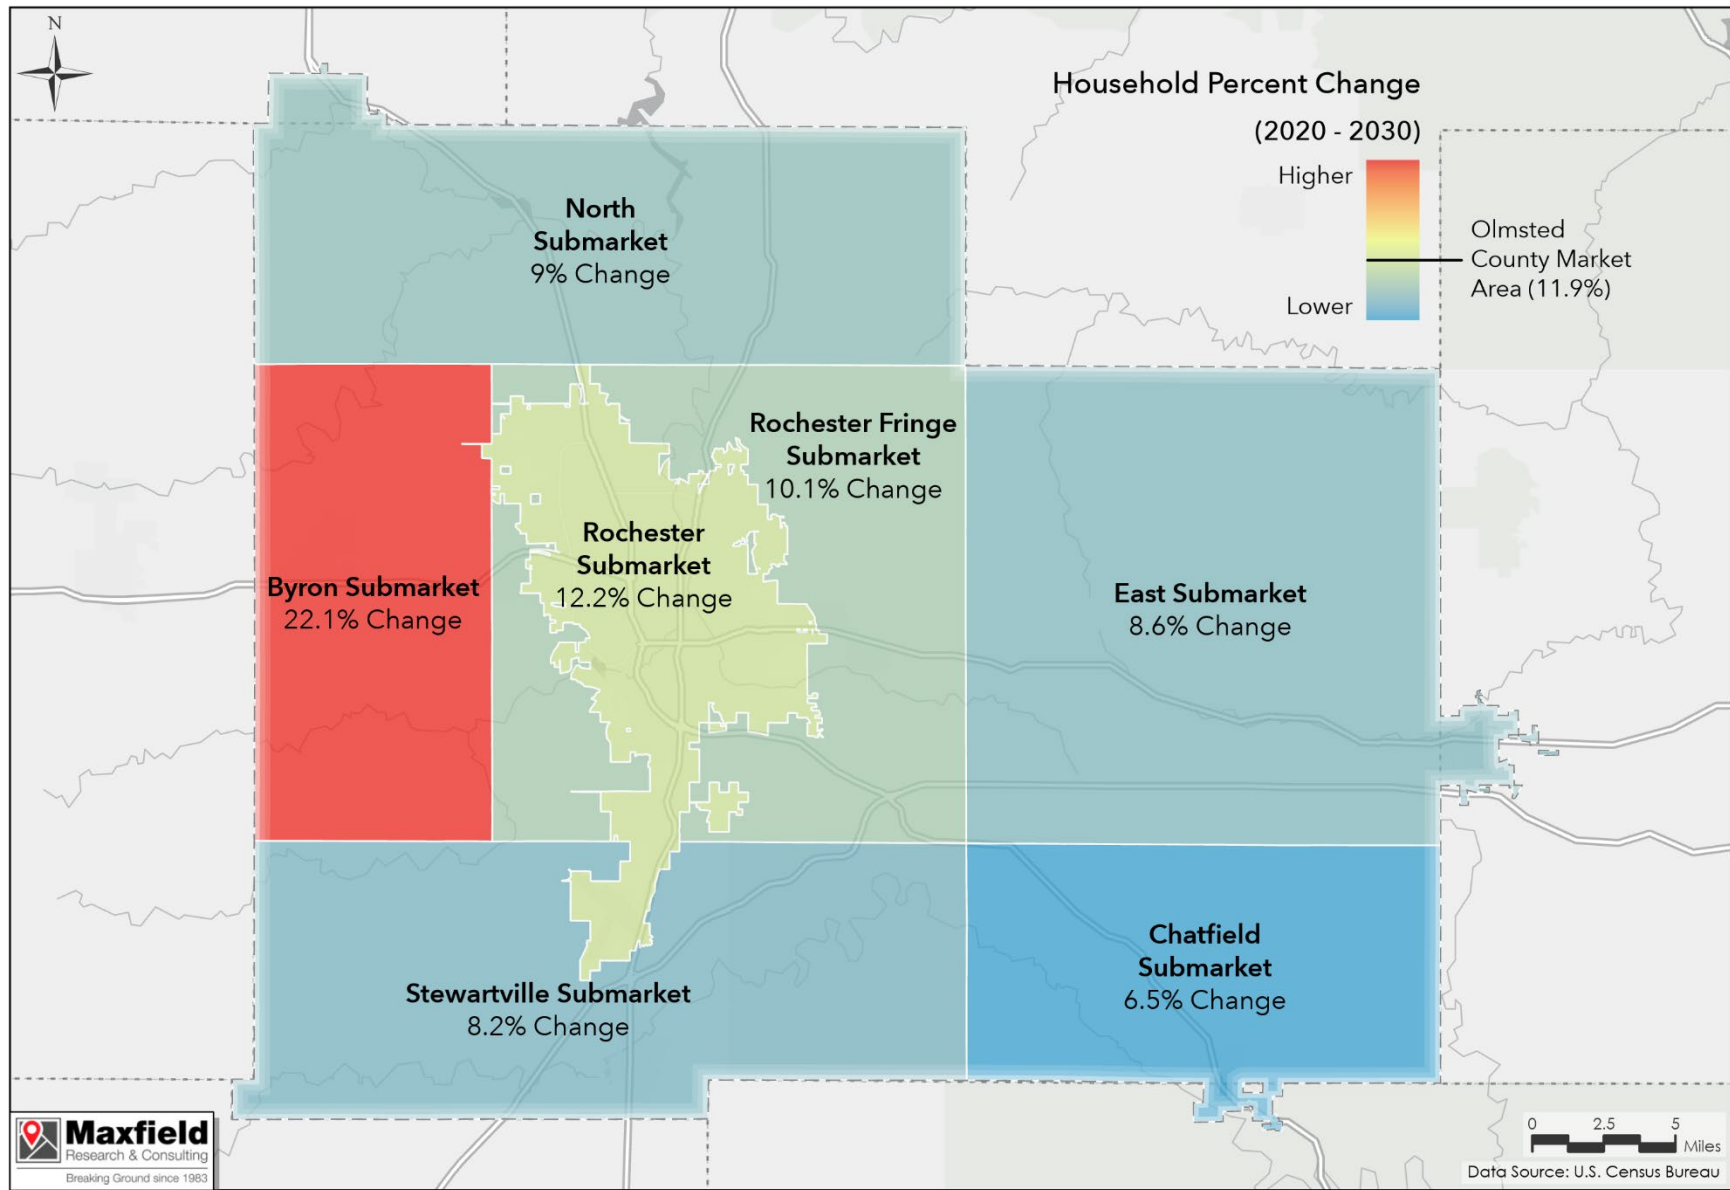 N
Household Percent Change
(2020 - 2030)
Higher
Lower
Olmsted
County Market
Area (11.9%)
North
Submarket
9% Change
Rochester Fringe
Submarket
10.1% Change
Rochester
Submarket
12.2% Change
Byron Submarket
22.1% Change
East Submarket
8.6% Change
Chatfield
Submarket
6.5% Change
Stewartville Submarket
8.2% Change
Maxfield
Research & Consulting
Breaking Ground since 1983
0 2.5 5
Miles
Data Source: U.S. Census Bureau